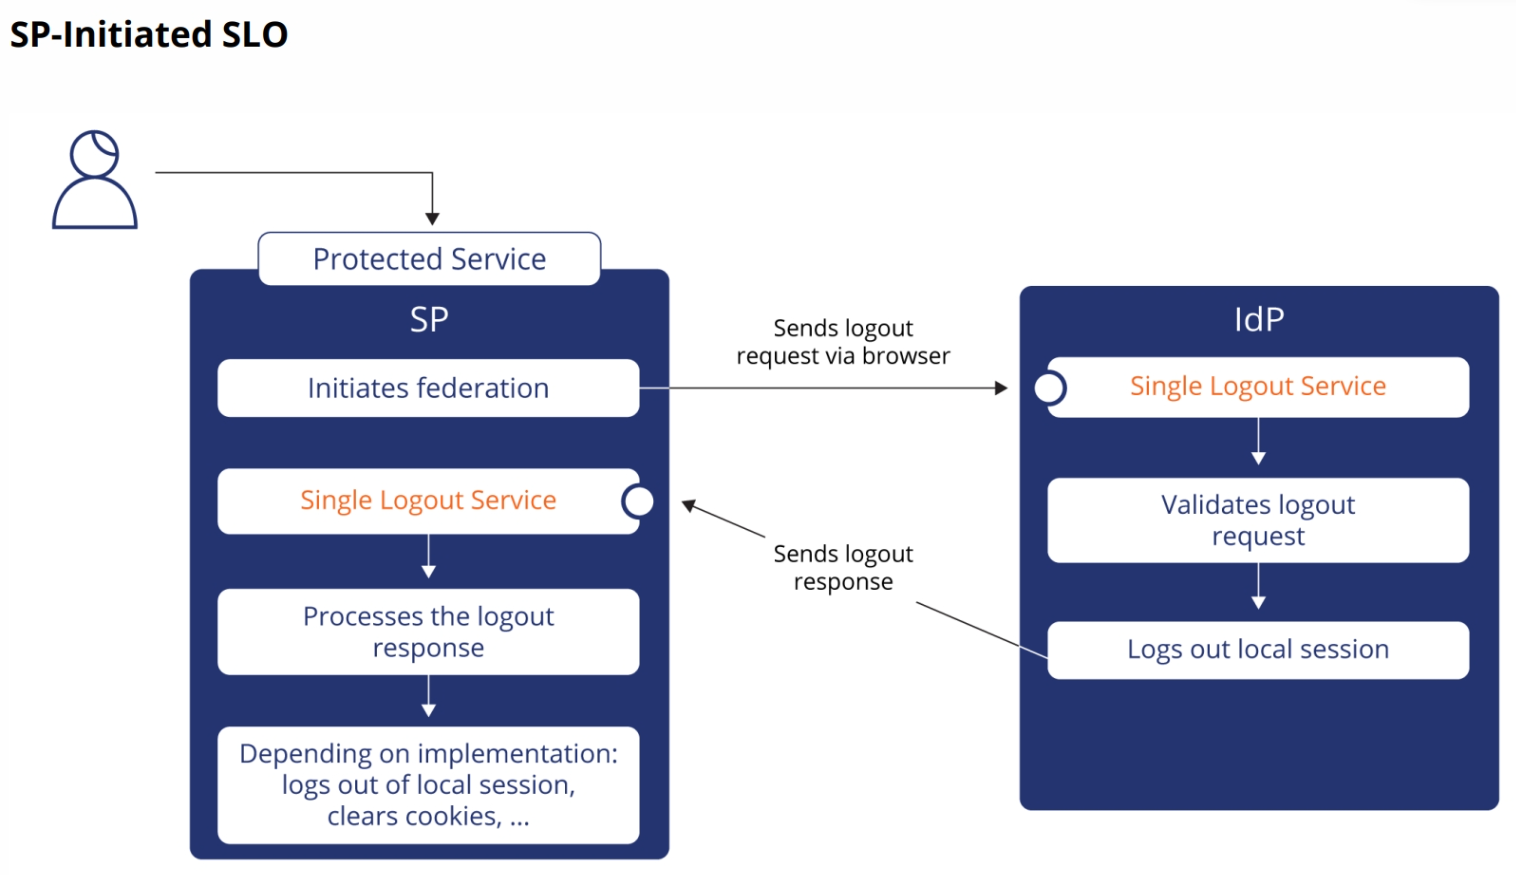 SP-Initiated SLO
Protected Service
SP
Initiates federation
Single Logout Service
Processes the logout
response
Depending on implementation:
logs out of local session,
clears cookies, ...
Sends logout
request via browser
Sends logout
response
IdP
Single Logout Service
Validates logout
request
Logs out local session